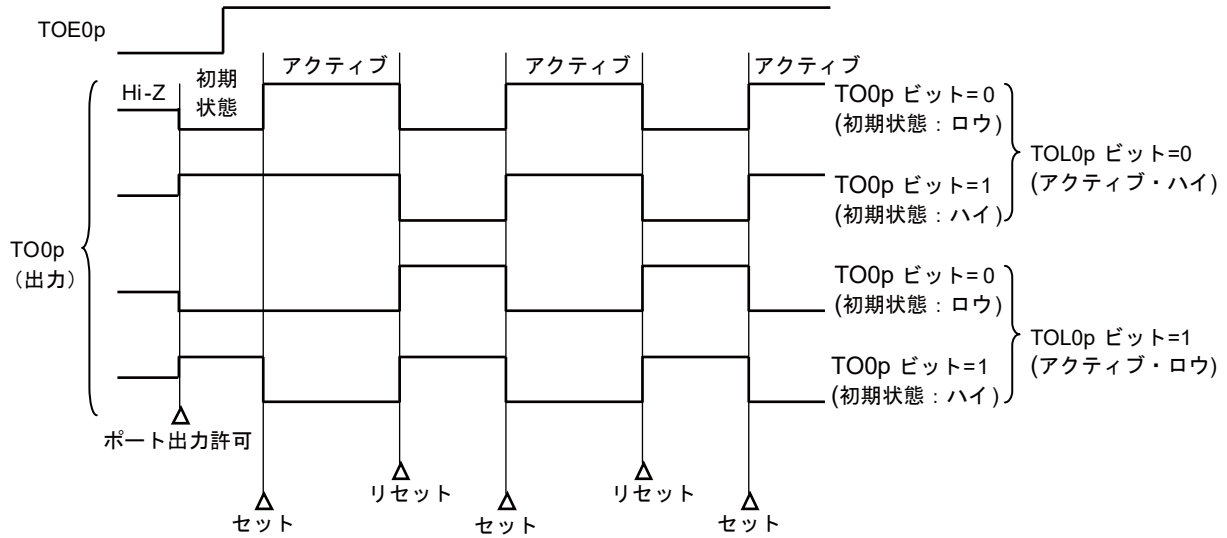 TOE0p
アクティブ
アクティブ
アクティブ
Hi-Z
初期
状態
TO0p ビット=0
(初期状態：ロウ)
TOL0p ビット=0
(アクティブ・ハイ)
TO0p ビット=1
(初期状態：ハイ)
TO0p
（出力）
TO0p ビット=0
(初期状態：ロウ)
TOL0p ビット=1
(アクティブ・ロウ)
TO0p ビット=1
(初期状態：ハイ)
ポート出力許可
リセット
リセット
セット
セット
セット